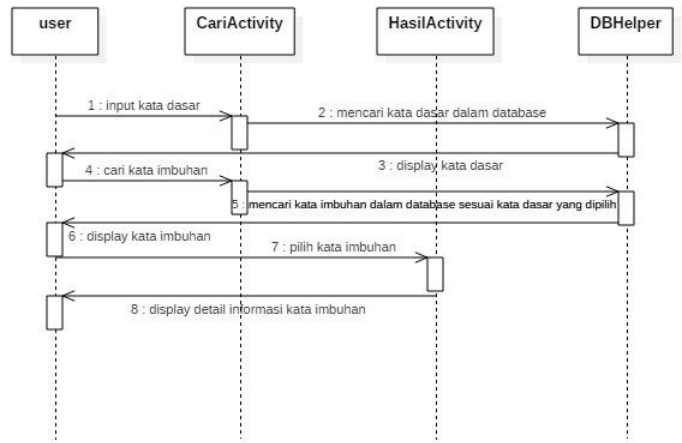 user
CariActivity
HasilActivity
DBHelper
1 : input kata dasar
2 : mencari kata dasar dalam database
3 : display kata dasar
4 : cari kata imbuhan
5 : mencari kata imbuhan dalam database sesuai kata dasar yang dipilih
6 : display kata imbuhan
7 : pilih kata imbuhan
8 : display detail informasi kata imbuhan